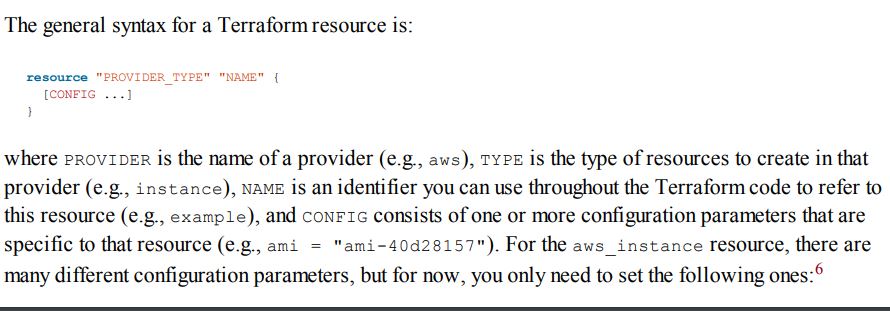 The general syntax for a Terraform resource is:
resource "PROVIDER_TYPE" "NAME" {
[CONFIG ...]
}
where PROVIDER is the name of a provider (e.g., aws), TYPE is the type of resources to create in that
provider (e.g., instance), NAME is an identifier you can use throughout the Terraform code to refer to
this resource (e.g., example), and CONFIG consists of one or more configuration parameters that are
specific to that resource (e.g., ami = "ami-40d28157"). For the aws_instance resource, there are
many different configuration parameters, but for now, you only need to set the following ones:6